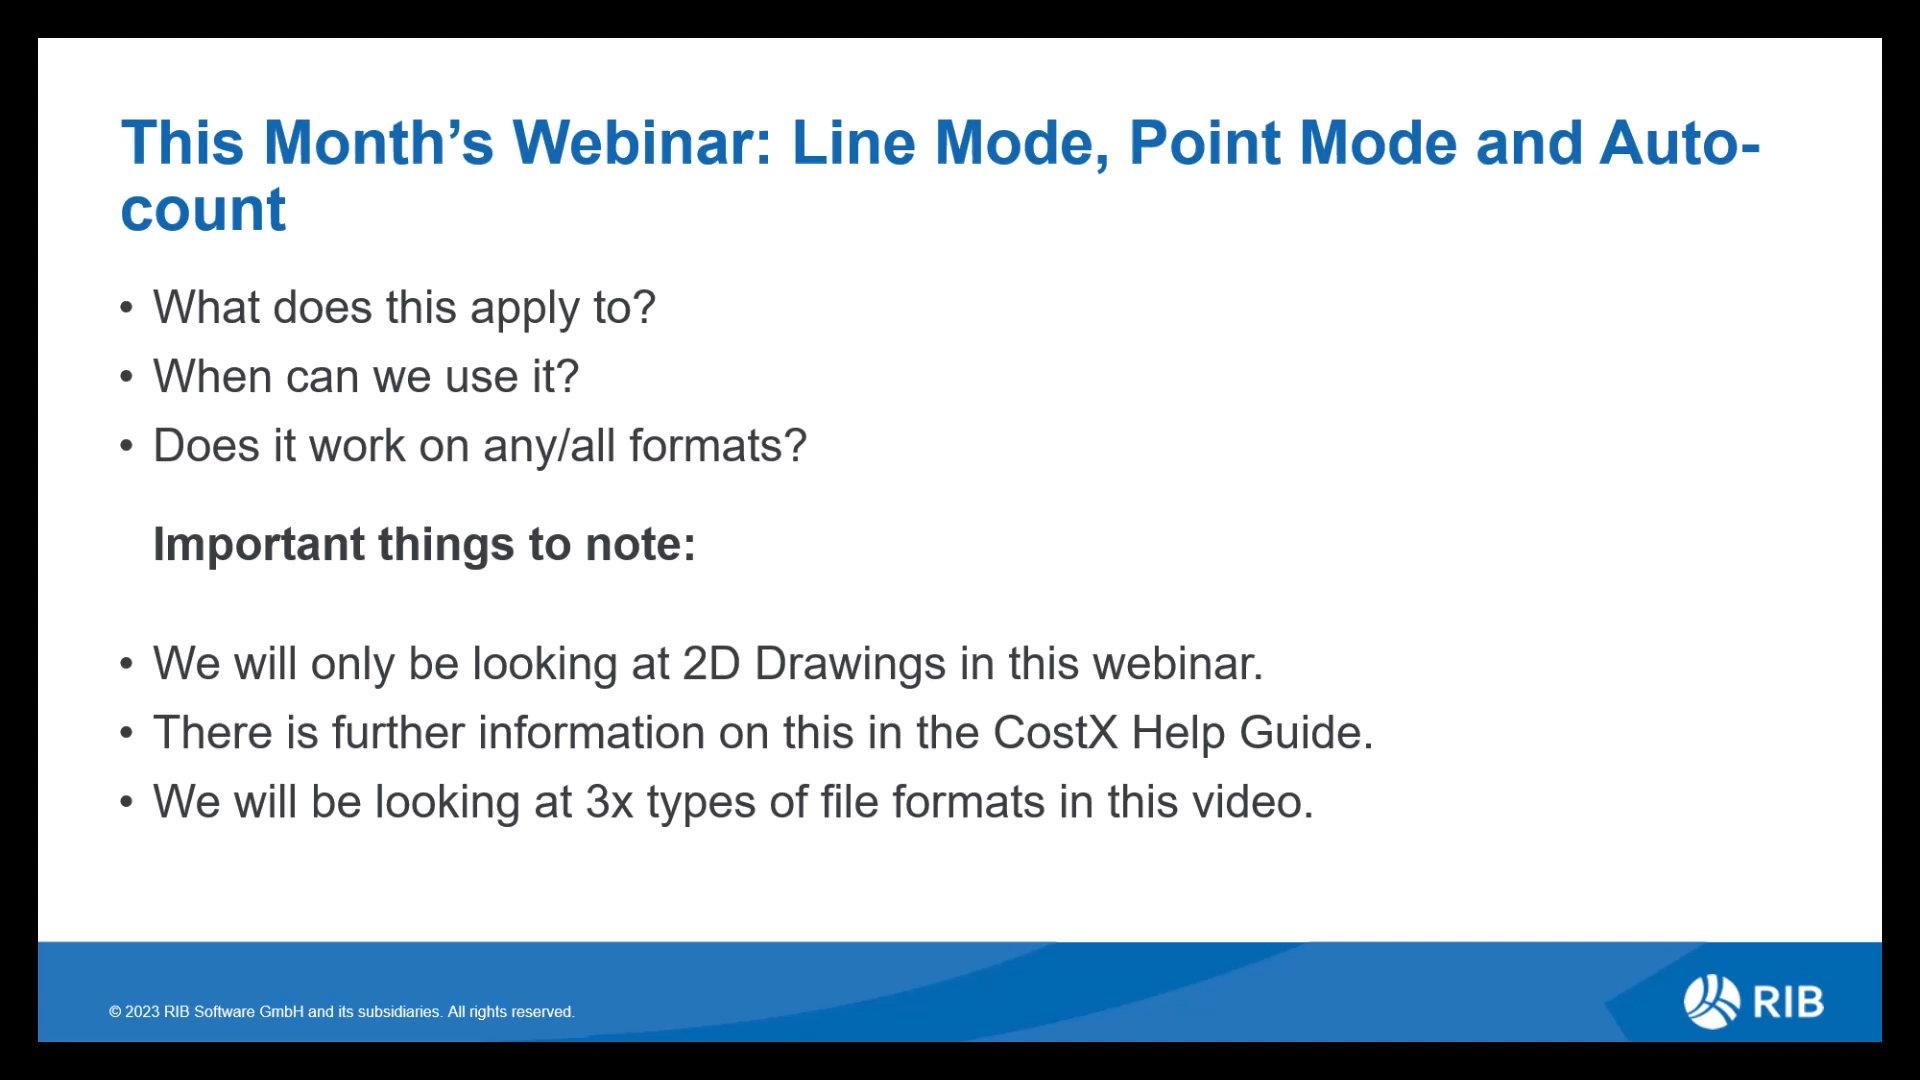 This Month’s Webinar: Line Mode, Point Mode and Auto-
count
• What does this apply to?
• When can we use it?
• Does it work on any/all formats?
Important things to note:
• We will only be looking at 2D Drawings in this webinar.
• There is further information on this in the CostX Help Guide.
• We will be looking at 3x types of file formats in this video.
© 2023 RIB Software GmbH and its subsidiaries. All rights reserved.
RIB